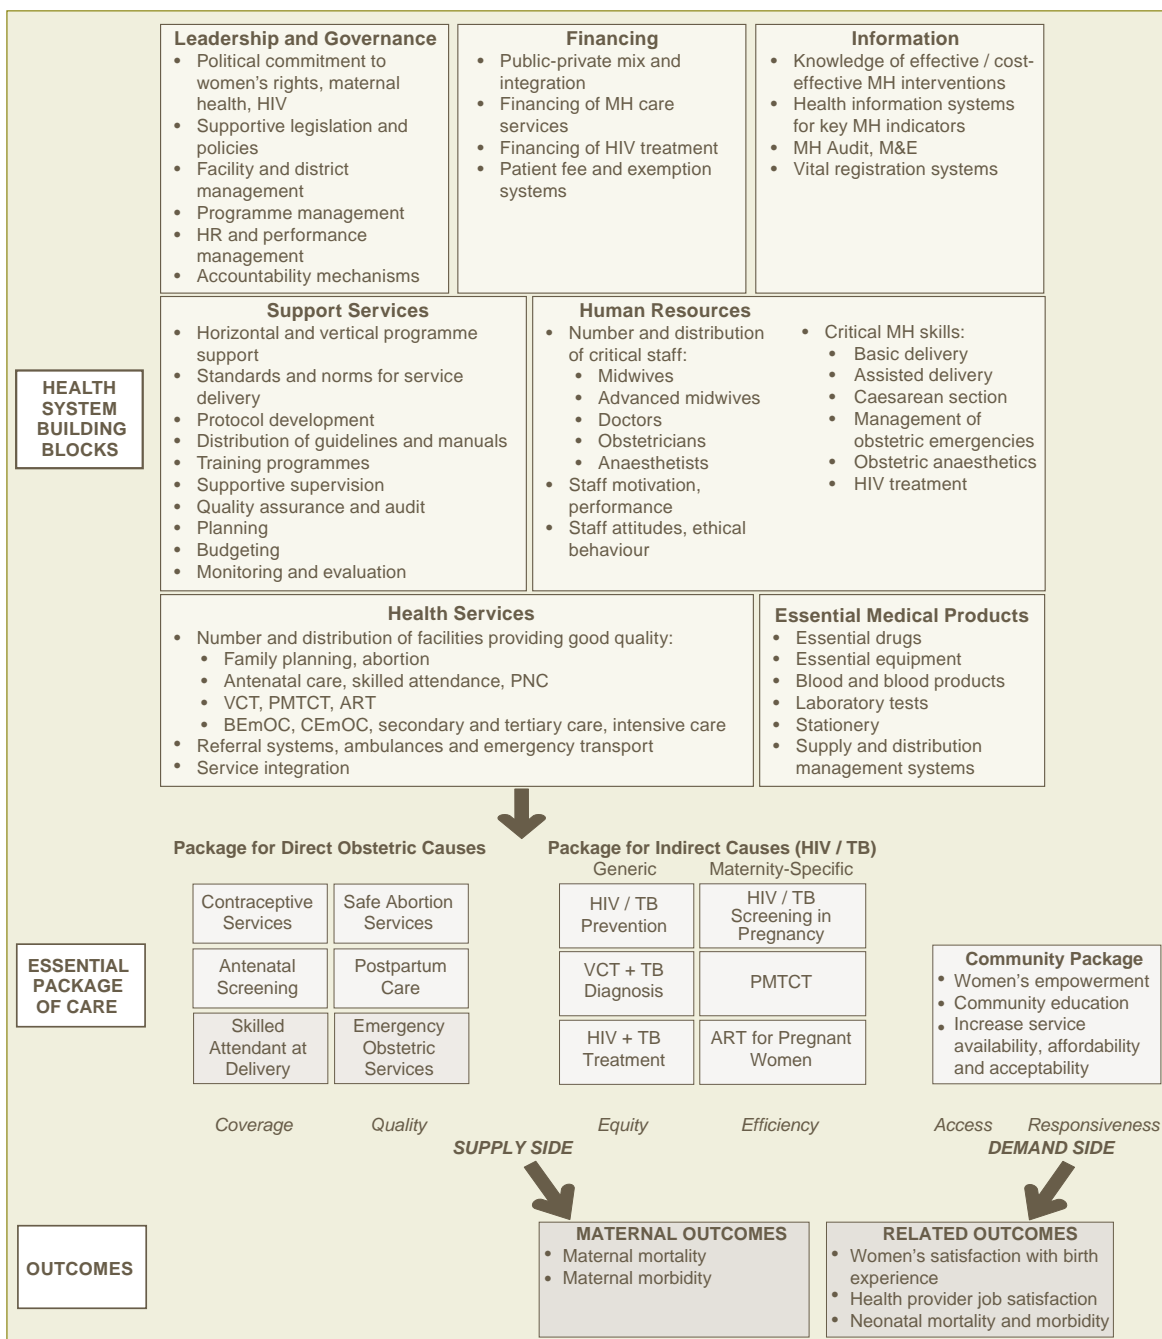 Leadership and Governance
• Political commitment to
women's rights, maternal
health, HIV
• Supportive legislation and
policies
• Facility and district
management
• Programme management
• HR and performance
management
• Accountability mechanisms
Financing
• Public-private mix and
integration
• Financing of MH care
services
• Financing of HIV treatment
• Patient fee and exemption
systems
Information
• Knowledge of effective / cost-
effective MH interventions
• Health information systems
for key MH indicators
• MH Audit, M&E
• Vital registration systems
HEALTH
SYSTEM
BUILDING
BLOCKS
Support Services
• Horizontal and vertical programme
support
• Standards and norms for service
delivery
• Protocol development
• Distribution of guidelines and manuals
• Training programmes
• Supportive supervision
• Quality assurance and audit
• Planning
• Budgeting
• Monitoring and evaluation
Human Resources
• Number and distribution
of critical staff:
• Midwives
• Advanced midwives
• Doctors
• Obstetricians
• Anaesthetists
• Staff motivation,
performance
• Staff attitudes, ethical
behaviour
• Critical MH skills:
• Basic delivery
• Assisted delivery
• Caesarean section
• Management of
obstetric emergencies
• Obstetric anaesthetics
• HIV treatment
Health Services
• Number and distribution of facilities providing good quality:
• Family planning, abortion
• Antenatal care, skilled attendance, PNC
• VCT, PMTCT, ART
• BEmOC, CEmOC, secondary and tertiary care, intensive care
• Referral systems, ambulances and emergency transport
• Service integration
Essential Medical Products
• Essential drugs
• Essential equipment
• Blood and blood products
• Laboratory tests
• Stationery
• Supply and distribution
management systems
ESSENTIAL
PACKAGE
OF CARE
Package for Direct Obstetric Causes
Contraceptive
Services
Safe Abortion
Services
Antenatal
Screening
Postpartum
Care
Skilled
Attendant at
Delivery
Emergency
Obstetric
Services
Package for Indirect Causes (HIV / TB)
Generic
Maternity-Specific
HIV / TB
Prevention
HIV / TB
Screening in
Pregnancy
VCT + TB
Diagnosis
PMTCT
HIV + TB
Treatment
ART for Pregnant
Women
Community Package
• Women's empowerment
• Community education
• Increase service
availability, affordability
and acceptability
Coverage
Quality
Equity
Efficiency
Access
Responsiveness
SUPPLY SIDE
DEMAND SIDE
OUTCOMES
MATERNAL OUTCOMES
• Maternal mortality
• Maternal morbidity
RELATED OUTCOMES
• Women's satisfaction with birth
experience
• Health provider job satisfaction
• Neonatal mortality and morbidity